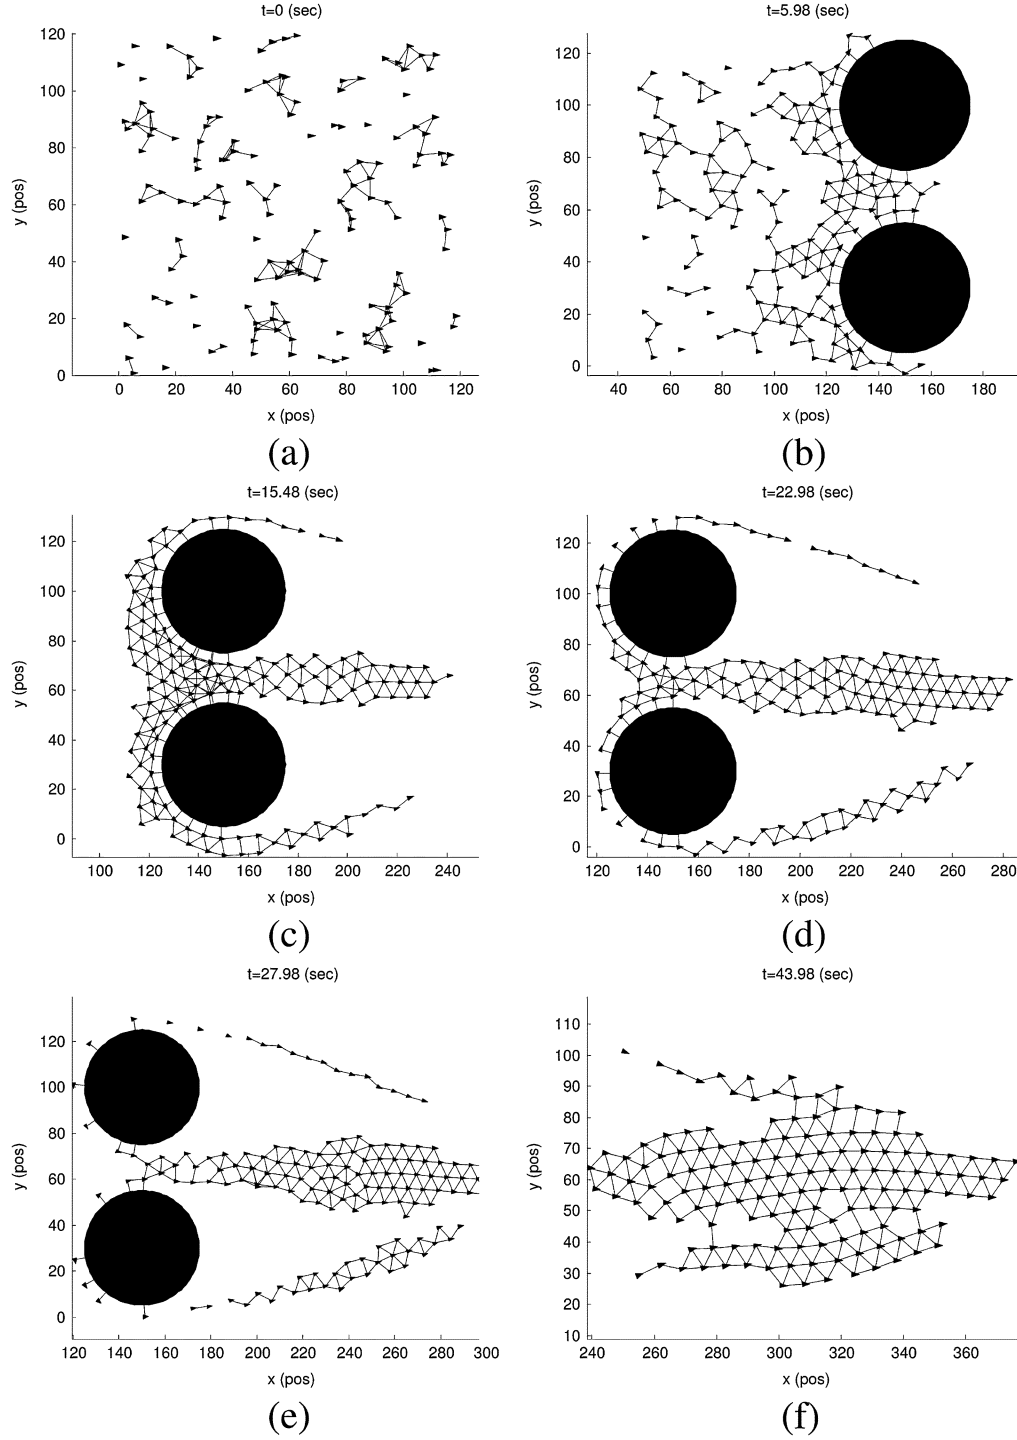 t=0 (sec)
120
100
80
60
40
20
0
0 20 40 60 80 100 120
y (pos)
x (pos)
(a)
t=5.98 (sec)
120
100
80
60
40
20
0
40 60 80 100 120 140 160 180
y (pos)
x (pos)
(b)
t=15.48 (sec)
120
100
80
60
40
20
0
100 120 140 160 180 200 220 240
y (pos)
x (pos)
(c)
t=22.98 (sec)
120
100
80
60
40
20
0
120 140 160 180 200 220 240 260 280
y (pos)
x (pos)
(d)
t=27.98 (sec)
120
100
80
60
40
20
0
120 140 160 180 200 220 240 260 280 300
y (pos)
x (pos)
(e)
t=43.98 (sec)
110
100
90
80
70
60
50
40
30
20
10
240 260 280 300 320 340 360
y (pos)
x (pos)
(f)